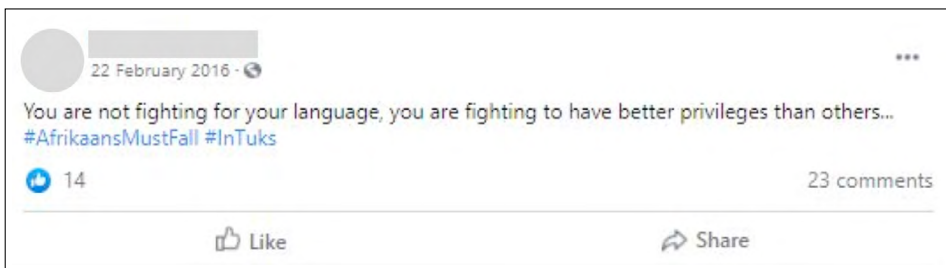 22 February 2016 ·
You are not fighting for your language, you are fighting to have better privileges than others...
#AfrikaansMustFall #InTuks
14 23 comments
Like Share